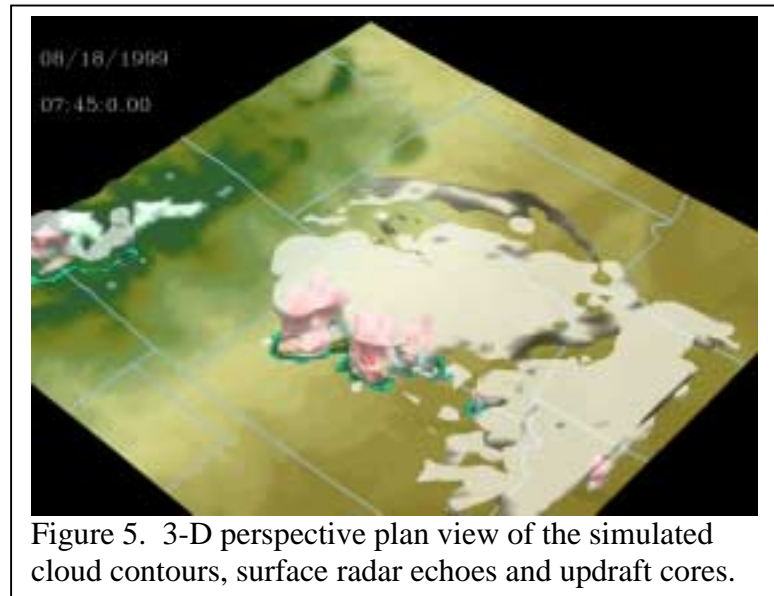 08/18/1999
07:45:0.00
Figure 5. 3-D perspective plan view of the simulated
cloud contours, surface radar echoes and updraft cores.